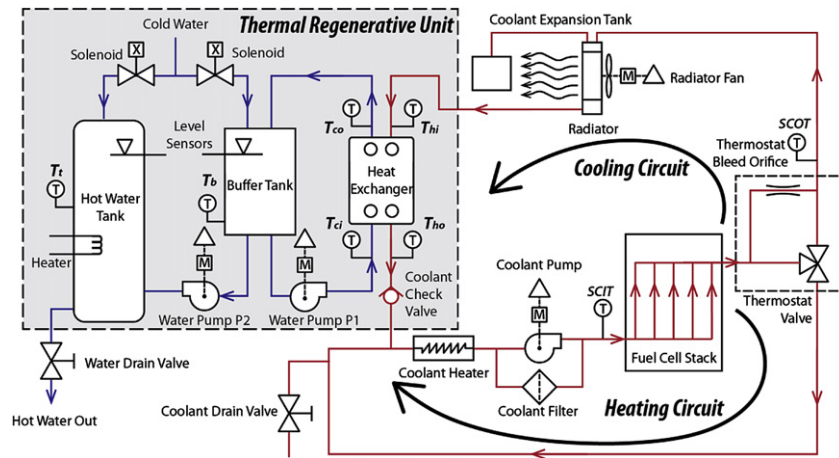 Thermal Regenerative Unit
Cold Water
Solenoid
Solenoid
X
X
Coolant Expansion Tank
M
Radiator Fan
Radiator
SCOT
T
Thermostat
Bleed Orifice
Level
Sensors
Tco
T
T
Thi
Tt
T
Hot Water
Tank
Tb
T
Buffer Tank
Heat
Exchanger
Cooling Circuit
Tci
T
T
Tho
Heater
M
M
Water Pump P2
Water Pump P1
Coolant
Check
Valve
Coolant Pump
M
SCIT
T
Thermostat
Valve
Fuel Cell Stack
Water Drain Valve
Coolant Heater
Coolant Filter
Heating Circuit
Hot Water Out
Coolant Drain Valve